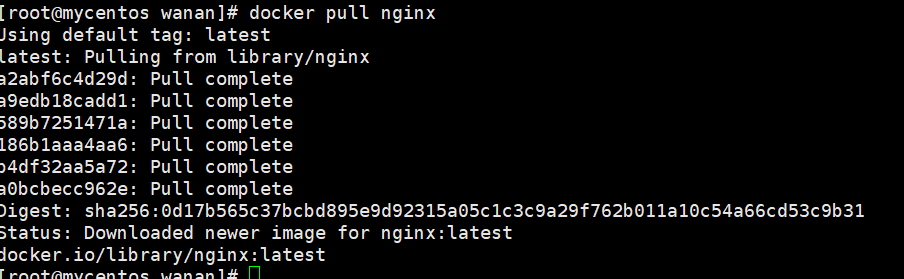 [root@mycentos wanan]# docker pull nginx
Using default tag: latest
latest: Pulling from library/nginx
a2abf6c4d29d: Pull complete
a9edb18cadd1: Pull complete
589b7251471a: Pull complete
186b1aaa4aa6: Pull complete
b4df32aa5a72: Pull complete
a0bcbecc962e: Pull complete
Digest: sha256:0d17b565c37bcbd895e9d92315a05c1c3c9a29f762b011a10c54a66cd53c9b31
Status: Downloaded newer image for nginx:latest
docker.io/library/nginx:latest
[root@mycentos wanan]#